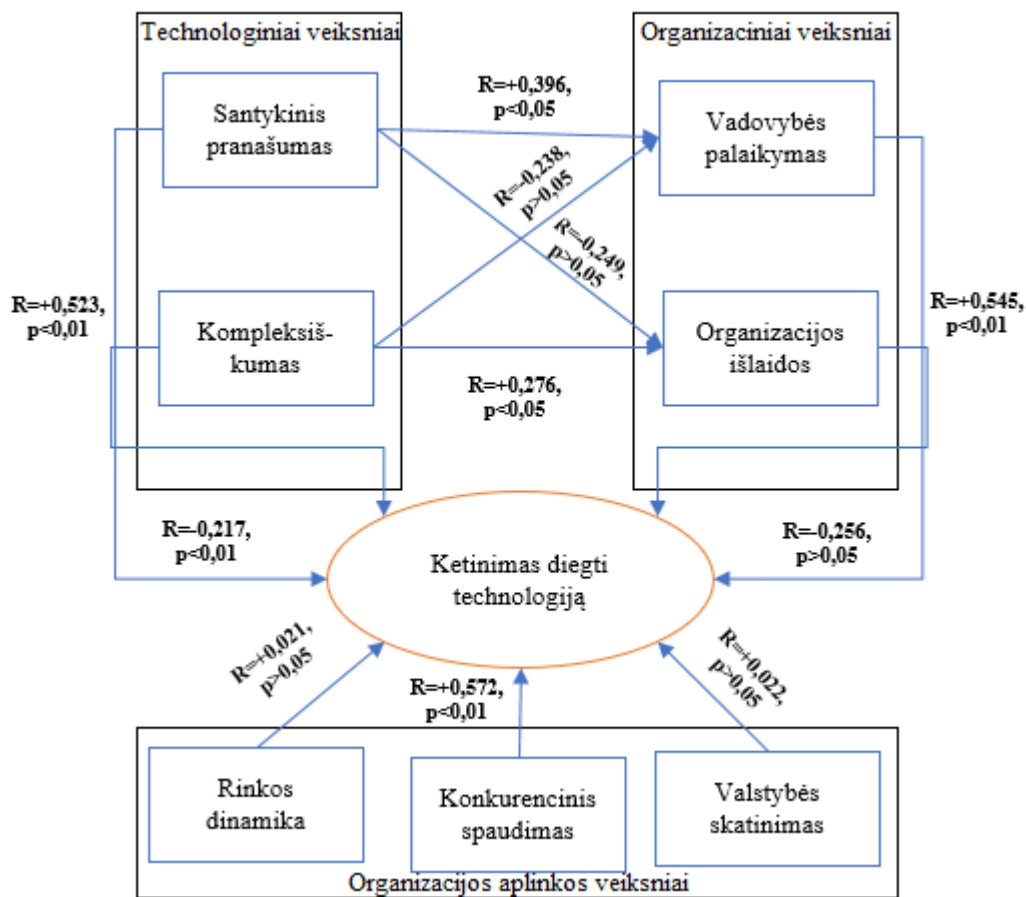 Technologiniai veiksniai
Organizaciniai veiksniai
Santykinis
pranašumas
R=+0,396,
p<0,05
Vadovybės
palaikymas
R=-0,238,
p>0,05
R=-0,249,
p>0,05
R=+0,523,
p<0,01
Kompleksiš-
kumas
Organizacijos
išlaidos
R=+0,545,
p<0,01
R=+0,276,
p<0,05
R=-0,217,
p<0,01
R=-0,256,
p>0,05
Ketinimas diegti
technologiją
R=+0,021,
p>0,05
R=+0,572,
p<0,01
R=+0,022,
p>0,05
Rinkos
dinamika
Konkurencinis
spaudimas
Valstybės
skatinimas
Organizacijos aplinkos veiksniai